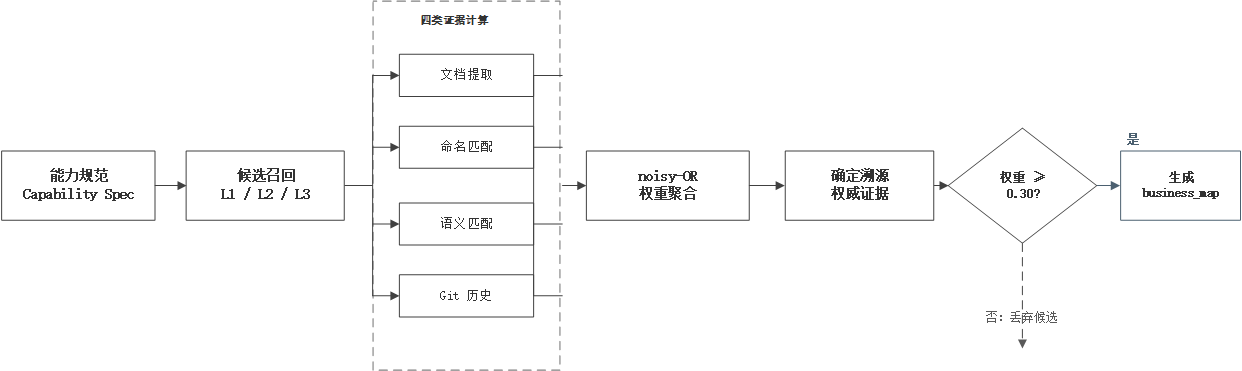 四类证据计算
文档提取
命名匹配
能力规范
Capability Spec
候选召回
L1 / L2 / L3
noisy-OR
权重聚合
确定溯源
权威证据
权重 ≥
0.30?
是
生成
business_map
语义匹配
Git 历史
否: 丢弃候选